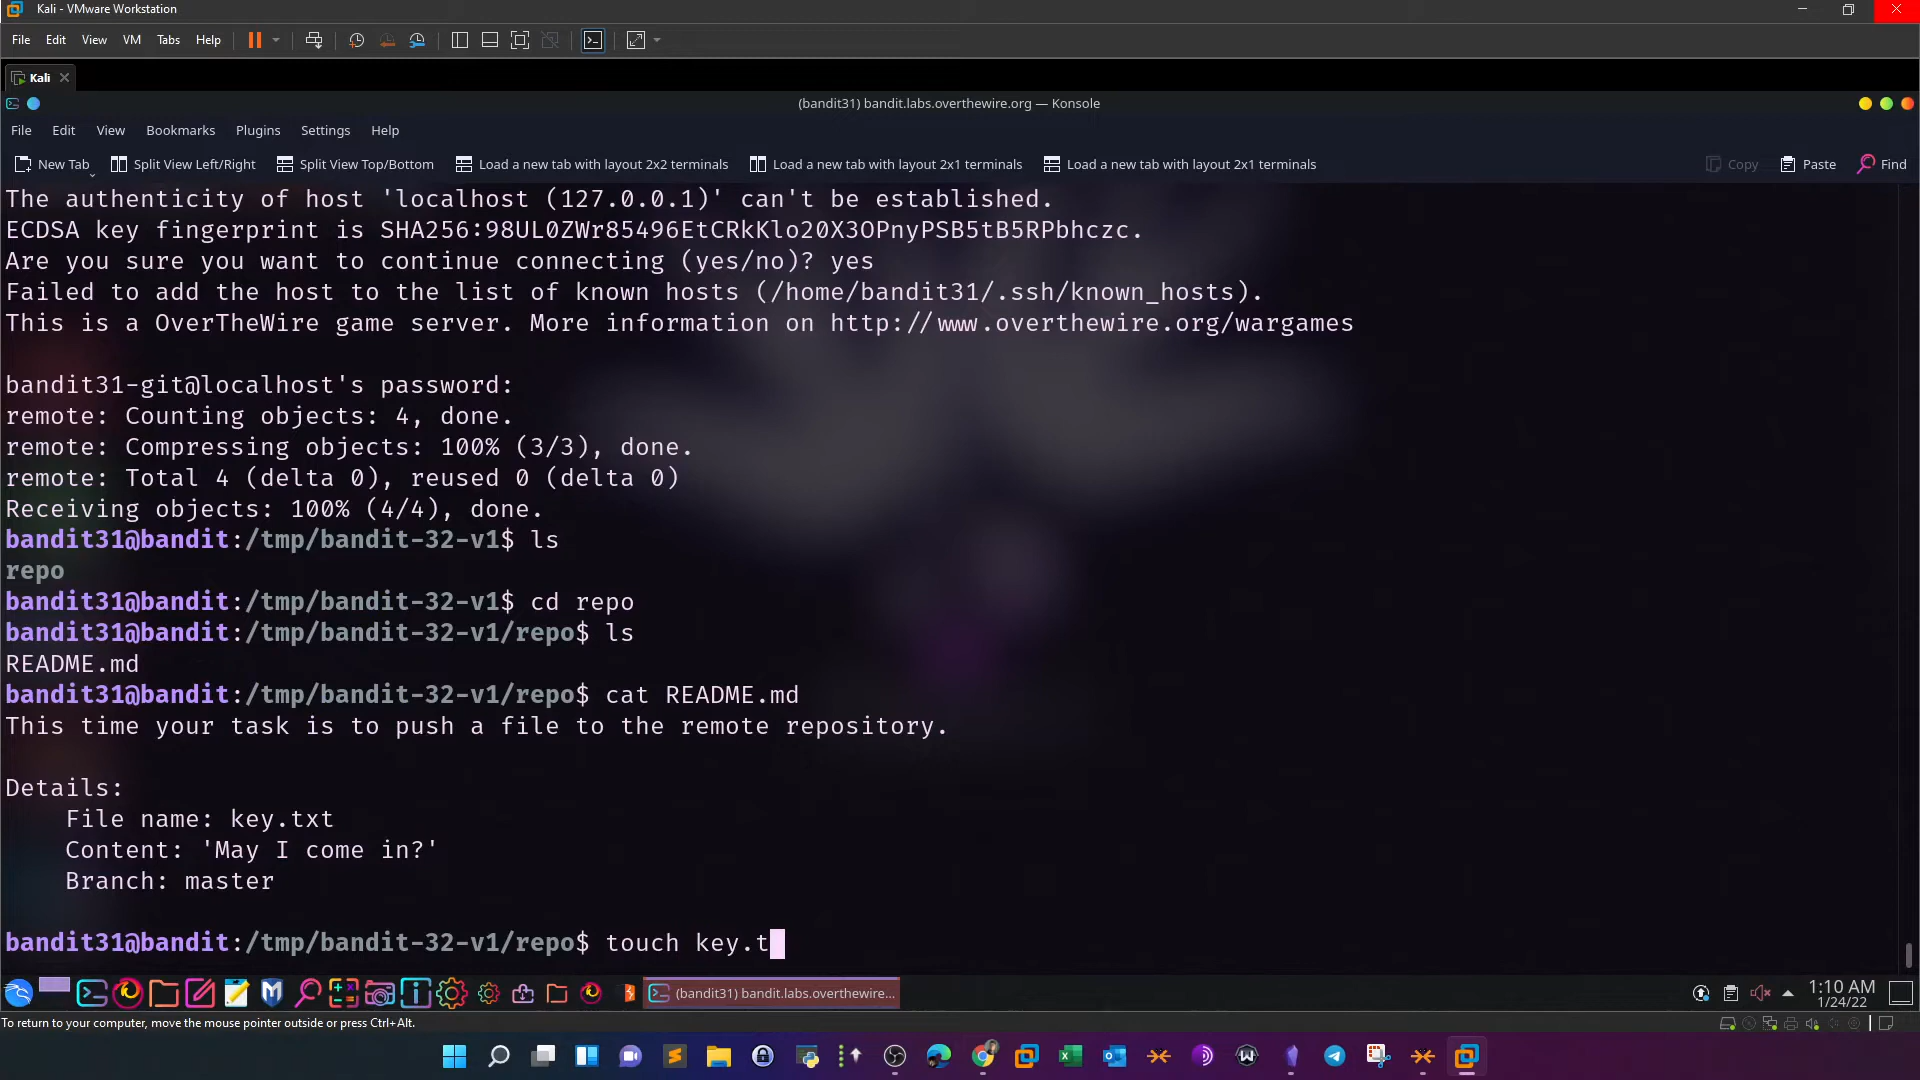 Kali - VMware Workstation
File Edit View VM Tabs Help
Kali
(bandit31) bandit.labs.overthewire.org — Konsole
File Edit View Bookmarks Plugins Settings Help
New Tab Split View Left/Right Split View Top/Bottom Load a new tab with layout 2x2 terminals Load a new tab with layout 2x1 terminals Load a new tab with layout 2x1 terminals Copy Paste Find
The authenticity of host 'localhost (127.0.0.1)' can't be established.
ECDSA key fingerprint is SHA256:98UL0ZWr85496EtCRkKlo20X3OPnyPSB5tB5RPbhczc.
Are you sure you want to continue connecting (yes/no)? yes
Failed to add the host to the list of known hosts (/home/bandit31/.ssh/known_hosts).
This is a OverTheWire game server. More information on http://www.overthewire.org/wargames
bandit31-git@localhost's password:
remote: Counting objects: 4, done.
remote: Compressing objects: 100% (3/3), done.
remote: Total 4 (delta 0), reused 0 (delta 0)
Receiving objects: 100% (4/4), done.
bandit31@bandit:/tmp/bandit-32-v1$ ls
repo
bandit31@bandit:/tmp/bandit-32-v1$ cd repo
bandit31@bandit:/tmp/bandit-32-v1/repo$ ls
README.md
bandit31@bandit:/tmp/bandit-32-v1/repo$ cat README.md
This time your task is to push a file to the remote repository.
Details:
File name: key.txt
Content: 'May I come in?'
Branch: master
bandit31@bandit:/tmp/bandit-32-v1/repo$ touch key.t
(bandit31) bandit.labs.overthewire...
1:10 AM
1/24/22
To return to your computer, move the mouse pointer outside or press Ctrl+Alt.